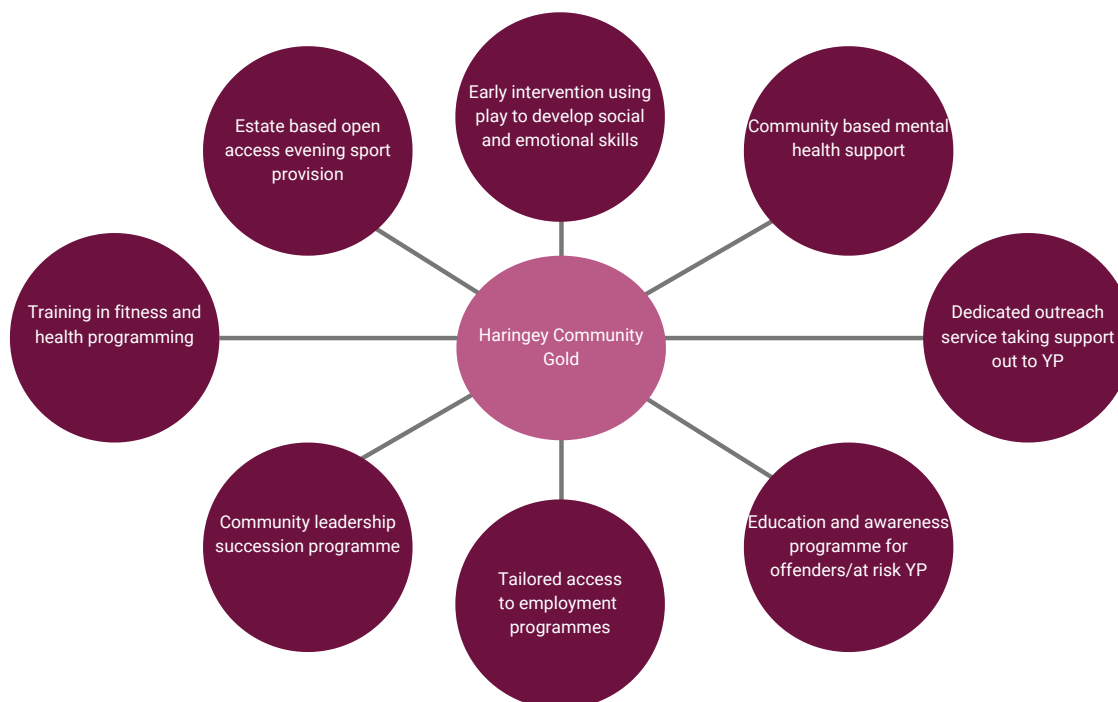 Early intervention using
play to develop social
and emotional skills
Estate based open
access evening sport
provision
Community based mental
health support
Training in fitness and
health programming
Haringey Community
Gold
Dedicated outreach
service taking support
out to YP
Community leadership
succession programme
Tailored access
to employment
programmes
Education and awareness
programme for
offenders/at risk YP